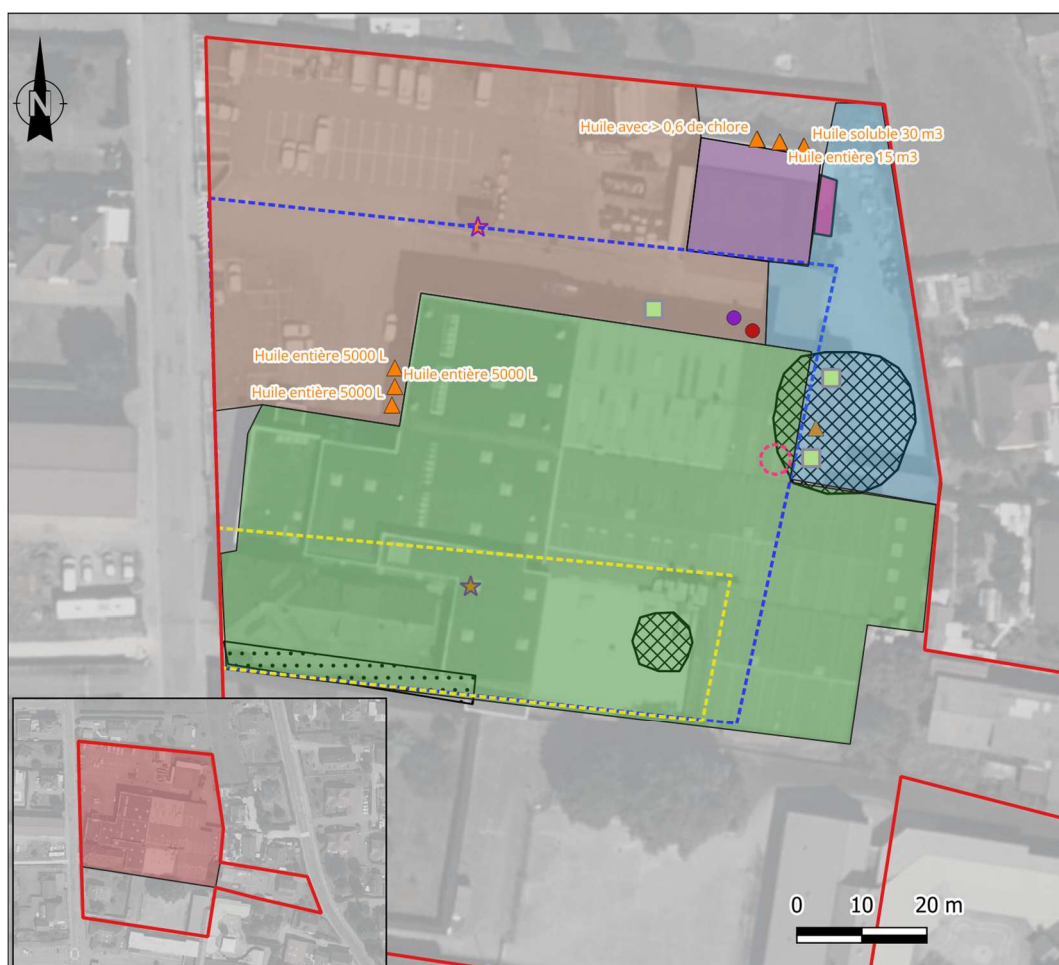 N
Huile avec > 0,6 de chlore
Huile soluble 30 m3
Huile entière 15 m3
Huile entière 5000 L
Huile entière 5000 L
Huile entière 5000 L
0 10 20 m